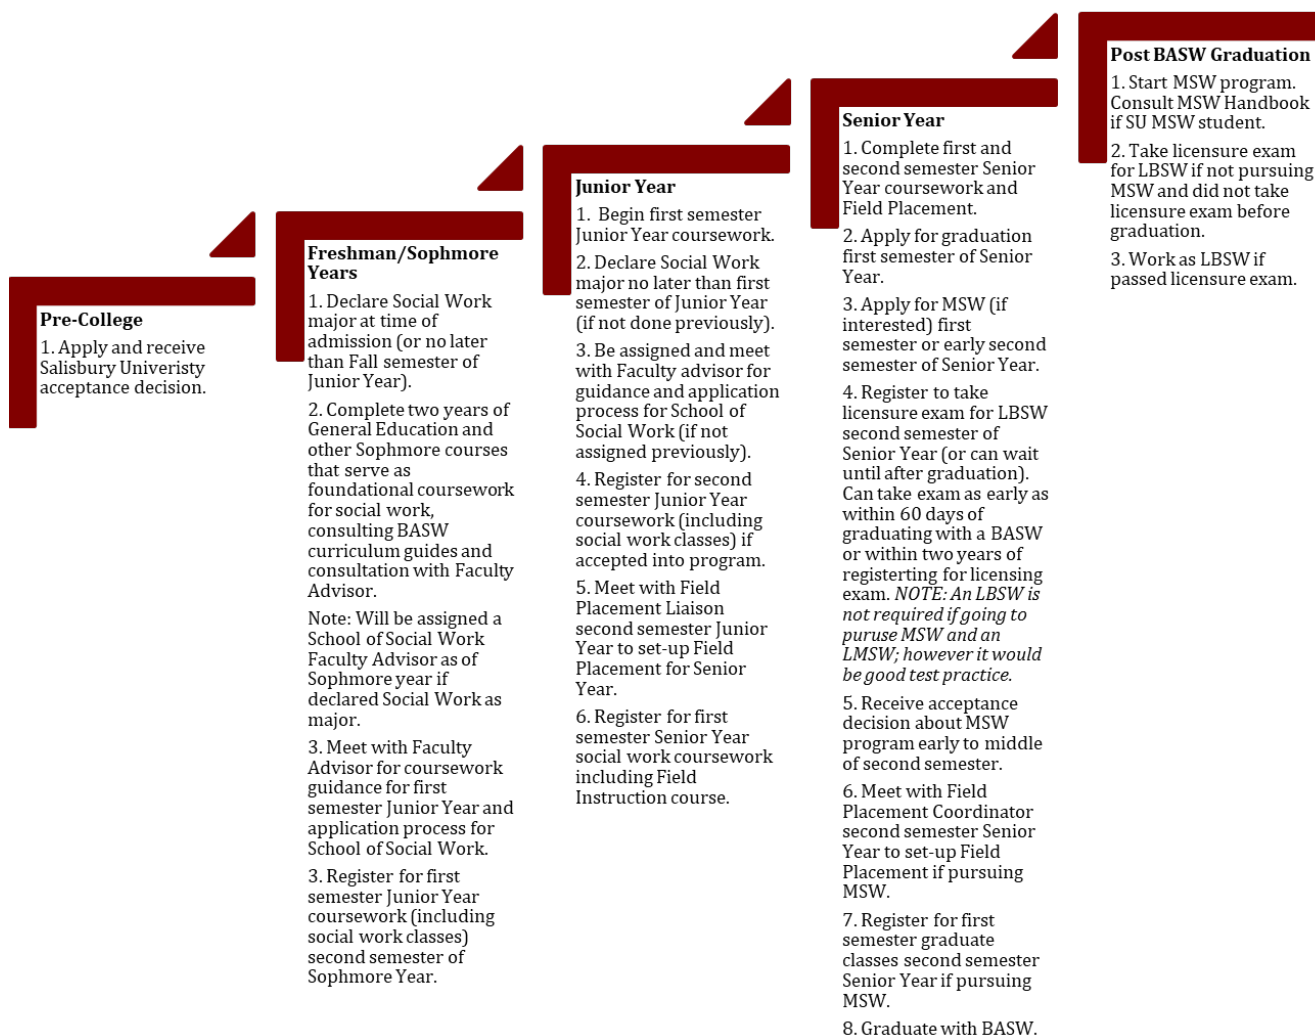 Pre-College
1. Apply and receive
Salisbury Univeristy
acceptance decision.
Freshman/Sophmore
Years
1. Declare Social Work
major at time of
admission (or no later
than Fall semester of
Junior Year).
2. Complete two years of
General Education and
other Sophmore courses
that serve as
foundational coursework
for social work,
consulting BASW
curriculum guides and
consultation with Faculty
Advisor.
Note: Will be assigned a
School of Social Work
Faculty Advisor as of
Sophmore year if
declared Social Work as
major.
3. Meet with Faculty
Advisor for coursework
guidance for first
semester Junior Year and
application process for
School of Social Work.
3. Register for first
semester Junior Year
coursework (including
social work classes)
second semester of
Sophmore Year.
Junior Year
1. Begin first semester
Junior Year coursework.
2. Declare Social Work
major no later than first
semester of Junior Year
(if not done previously).
3. Be assigned and meet
with Faculty advisor for
guidance and application
process for School of
Social Work (if not
assigned previously).
4. Register for second
semester Junior Year
coursework (including
social work classes) if
accepted into program.
5. Meet with Field
Placement Liaison
second semester Junior
Year to set-up Field
Placement for Senior
Year.
6. Register for first
semester Senior Year
social work coursework
including Field
Instruction course.
Senior Year
1. Complete first and
second semester Senior
Year coursework and
Field Placement.
2. Apply for graduation
first semester of Senior
Year.
3. Apply for MSW (if
interested) first
semester or early second
semester of Senior Year.
4. Register to take
licensure exam for LBSW
second semester of
Senior Year (or can wait
until after graduation).
Can take exam as early as
within 60 days of
graduating with a BASW
or within two years of
registerting for licensing
exam. NOTE: An LBSW is
not required if going to
puruse MSW and an
LMSW; however it would
be good test practice.
5. Receive acceptance
decision about MSW
program early to middle
of second semester.
6. Meet with Field
Placement Coordinator
second semester Senior
Year to set-up Field
Placement if pursuing
MSW.
7. Register for first
semester graduate
classes second semester
Senior Year if pursuing
MSW.
8. Graduate with BASW.
Post BASW Graduation
1. Start MSW program.
Consult MSW Handbook
if SU MSW student.
2. Take licensure exam
for LBSW if not pursuing
MSW and did not take
licensure exam before
graduation.
3. Work as LBSW if
passed licensure exam.